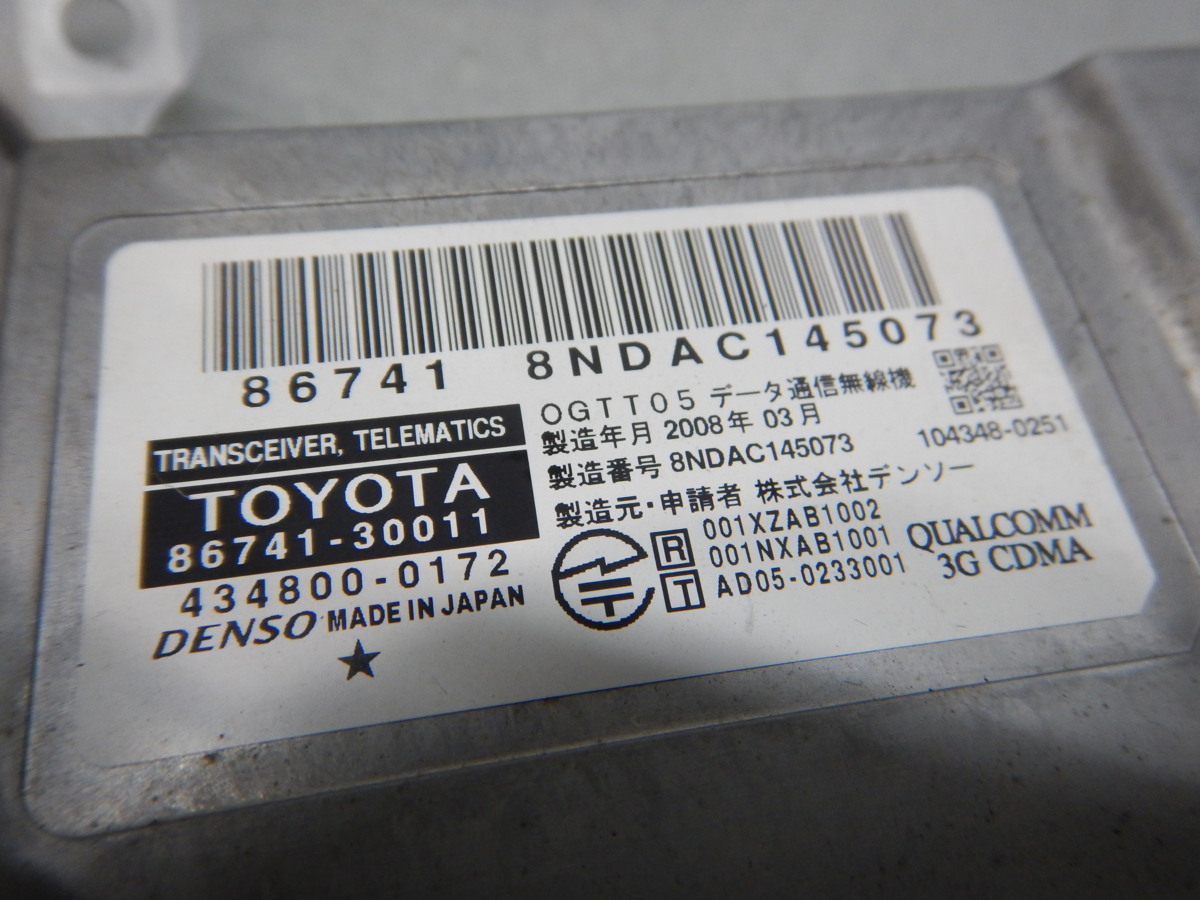 86741 8NDAC145073
TRANSCEIVER, TELEMATICS
TOYOTA
86741-30011
434800-0172
DENSO MADE IN JAPAN
★
OGTT05 データ通信無線機
製造年月 2008年 03月
製造番号 8NDAC145073
104348-0251
製造元・申請者 株式会社デンソー
R 001XZAB1002
001NXAB1001
T AD05-0233001
QUALCOMM
3G CDMA